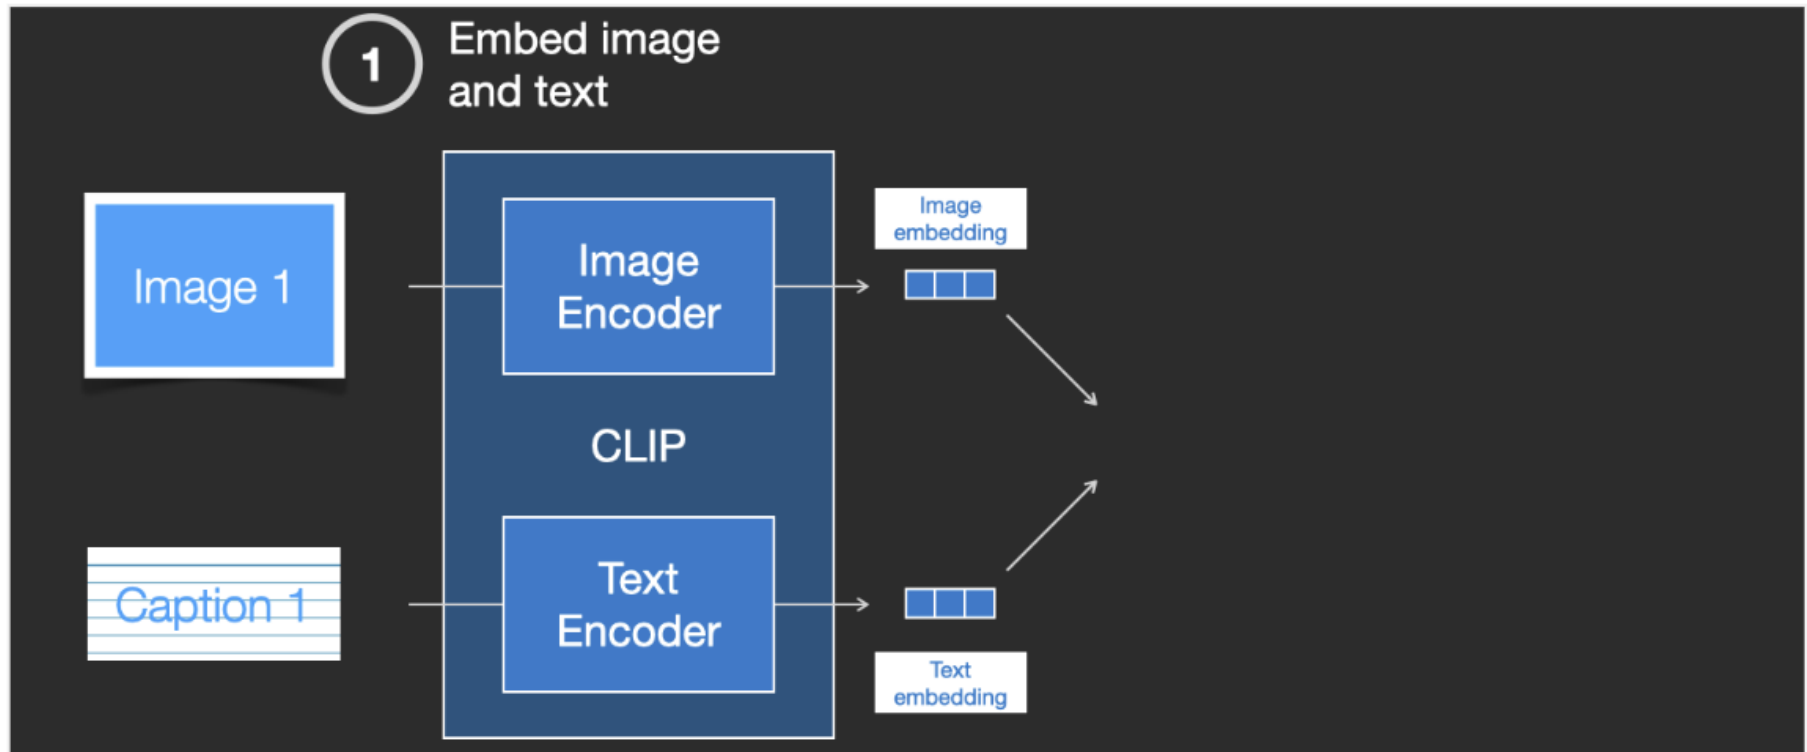 1
Embed image
and text
Image 1
Image
Encoder
Image
embedding
CLIP
Caption 1
Text
Encoder
Text
embedding